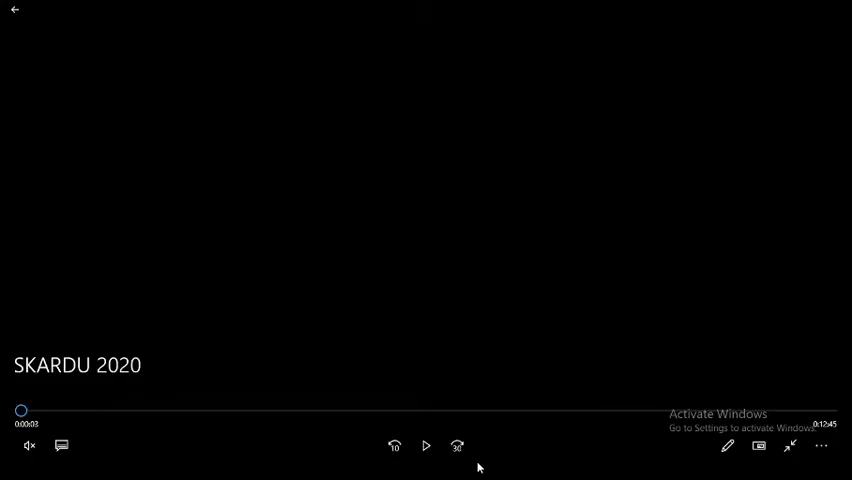 SKARDU 2020
0:00:03
0:12:45
Activate Windows
Go to Settings to activate Windows.
10
30